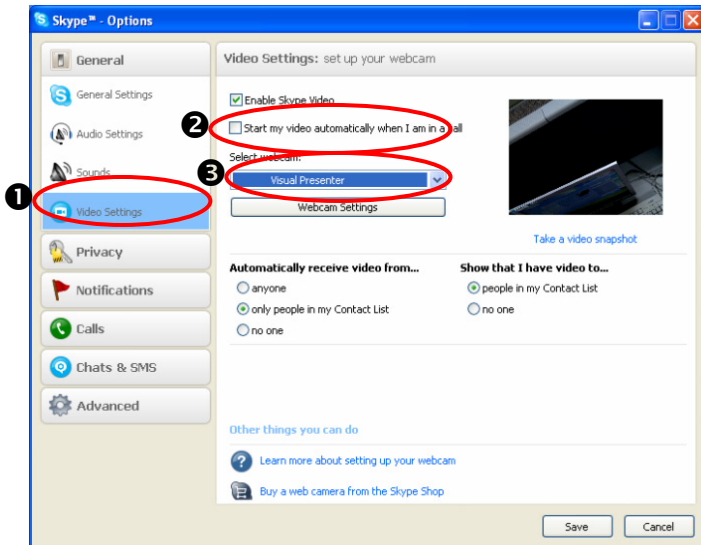 Skype™ - Options
General
General Settings
Audio Settings
Sounds
Video Settings
Privacy
Notifications
Calls
Chats & SMS
Advanced
Video Settings: set up your webcam
Enable Skype Video
Start my video automatically when I am in a call
Select webcam:
Visual Presenter
Webcam Settings
Take a video snapshot
Automatically receive video from...
anyone
only people in my Contact List
no one
Show that I have video to...
people in my Contact List
no one
Other things you can do
Learn more about setting up your webcam
Buy a web camera from the Skype Shop
Save
Cancel
1
2
3